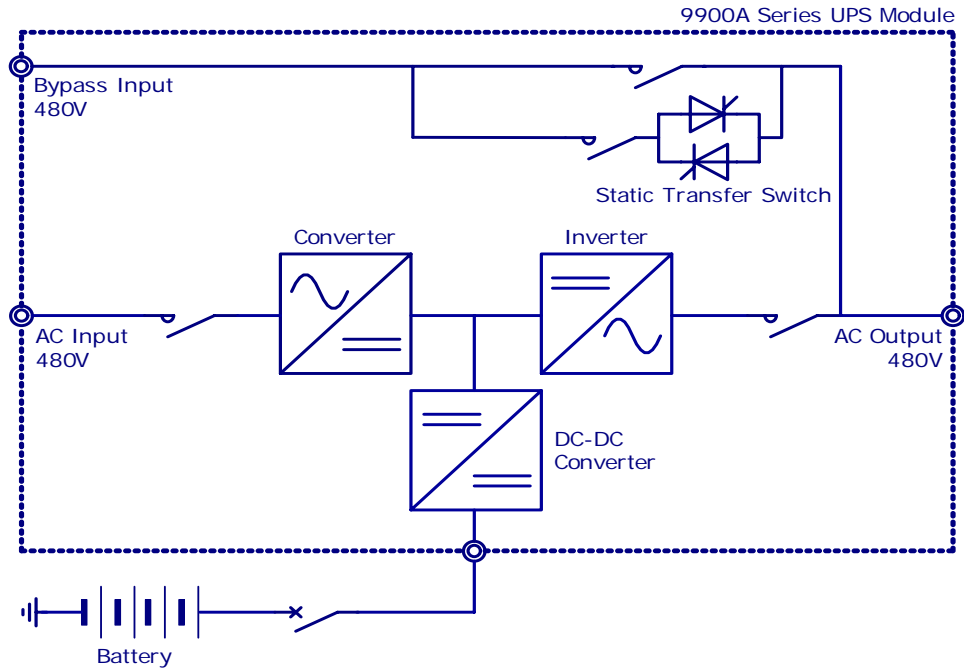 9900A Series UPS Module
Bypass Input
480V
Static Transfer Switch
Converter
Inverter
AC Input
480V
AC Output
480V
DC-DC
Converter
Battery